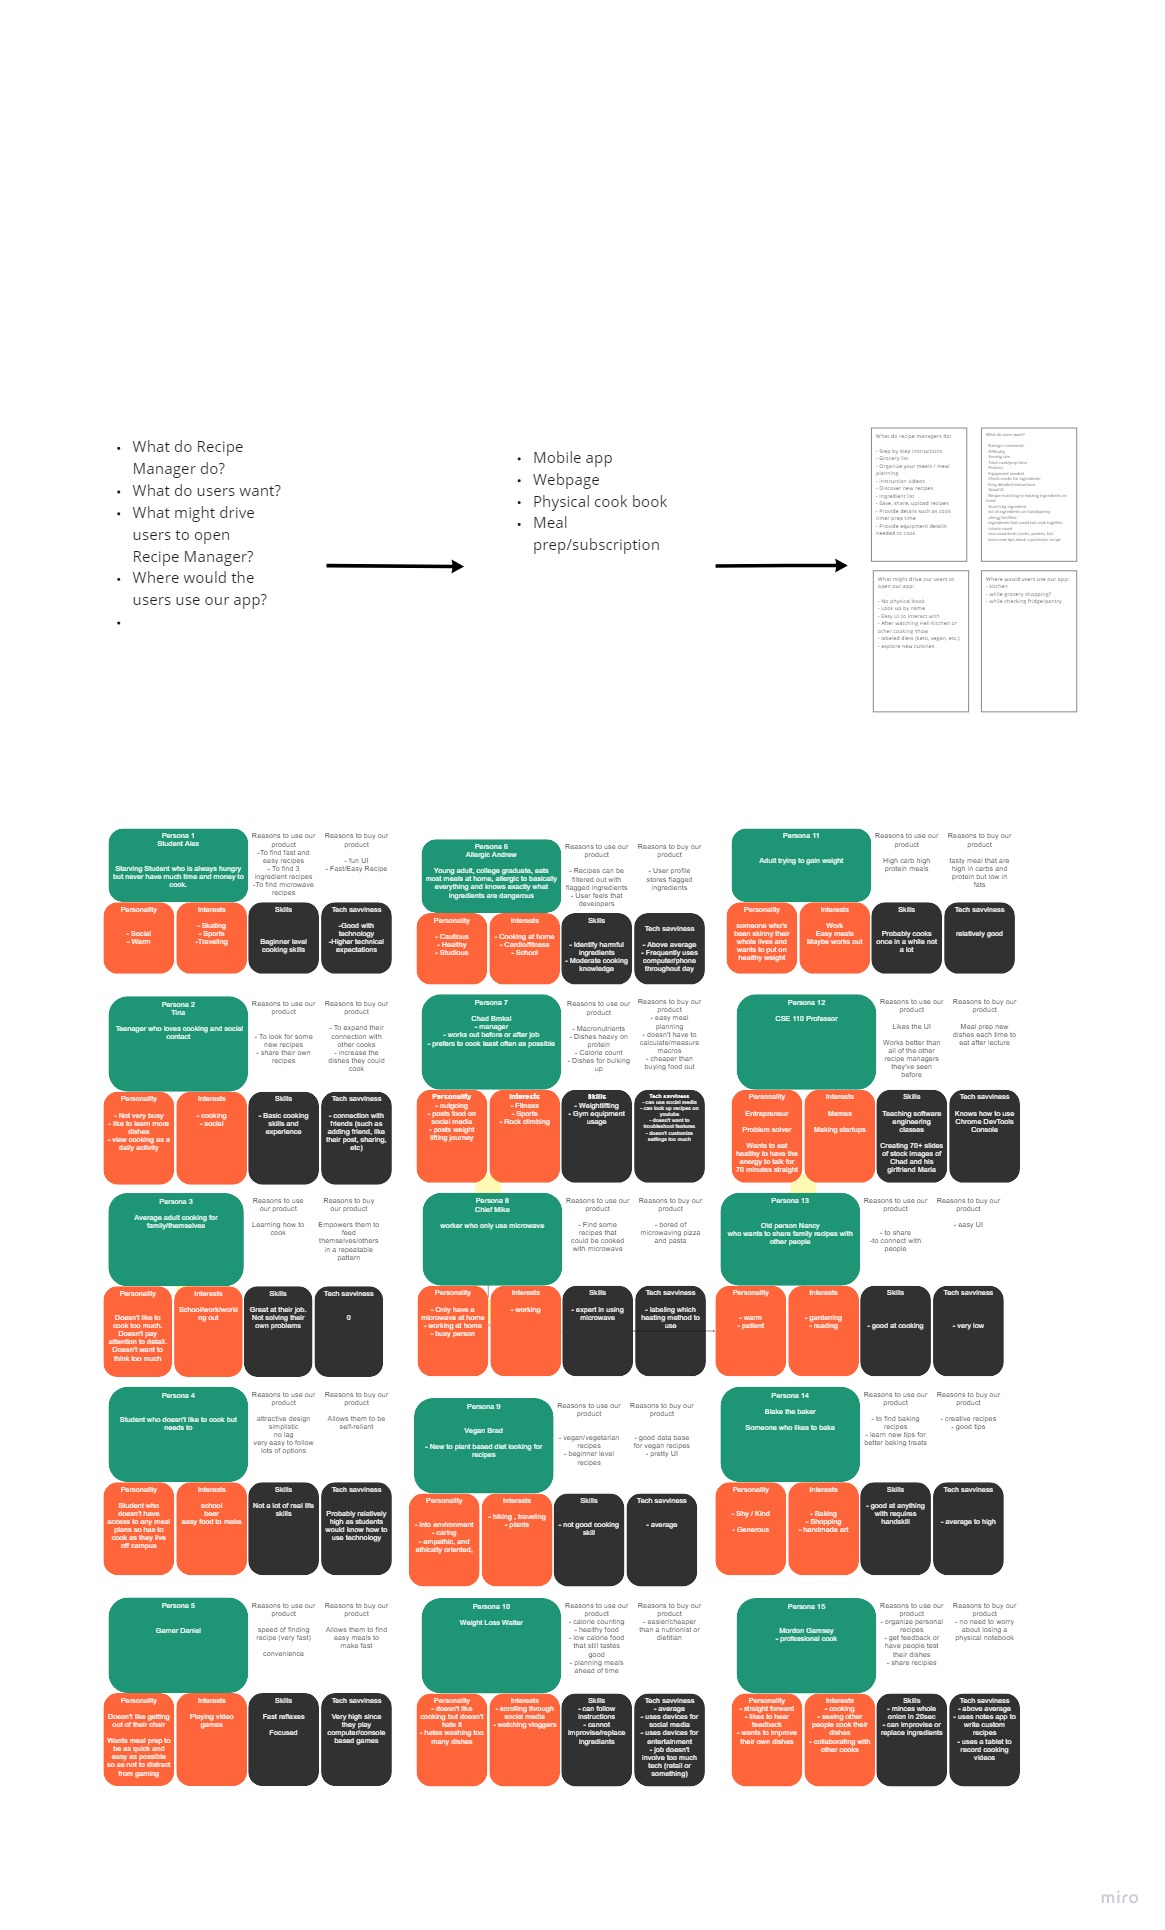 • What do Recipe
Manager do?
• What do users want?
• What might drive
users to open
Recipe Manager?
• Where would the
users use our app?
•
• Mobile app
• Webpage
• Physical cook book
• Meal
prep/subscription
What do recipe managers do:
- Step by step instructions
- Grocery list
- Organize your meals / meal
planning
- Instruction videos
- Discover new recipes
- Ingredient list
- Save, share, upload recipes
- Provide details such as cook
time/ prep time
- Provide equipment details
needed to cook
What do users want?
Ratings/ comments
Difficulty
Serving size
Total cook/prep time
Pictures
Equipment needed
Check marks for ingredients
Easy detailed instructions
Good UI
Recipe matching to existing ingredients on
hand
Search by ingredient
list of ingredients on hand/pantry
allergy text/filter
ingredients that could not cook together
calorie count
macronutrients (carbs, protein, fat)
learn new tips about a particular recipe
What might drive our users to
open our app:
- No physical book
- Look up by name
- Easy UI to interact with
- After watching Hell Kitchen or
other cooking show
- labeled diets (keto, vegan, etc.)
- explore new cuisines
Where would users use our app:
- kitchen
- while grocery shopping?
- while checking fridge/pantry
Persona 1
Student Alex
Starving Student who is always hungry
but never have much time and money to
cook.
Reasons to use our
product
-To find fast and
easy recipes
- To find 3
ingredient recipes
-To find microwave
recipes
Reasons to buy our
product
- fun UI
- Fast/Easy Recipe
Personality
- Social
- Warm
Interests
- Skating
- Sports
-Traveling
Skills
Beginner level
cooking skills
Tech savviness
-Good with
technology
-Higher technical
expectations
Persona 6
Allergic Andrew
Young adult, college graduate, eats
most meals at home, allergic to basically
everything and knows exactly what
ingredients are dangerous
Reasons to use our
product
- Recipes can be
filtered out with
flagged ingredients
- User feels that
developers
Reasons to buy our
product
- User profile
stores flagged
ingredients
Personality
- Cautious
- Healthy
- Studious
Interests
- Cooking at home
- Cardio/fitness
- School
Skills
- Identify harmful
ingredients
- Moderate cooking
knowledge
Tech savviness
- Above average
- Frequently uses
computer/phone
throughout day
Persona 11
Adult trying to gain weight
Reasons to use our
product
High carb high
protein meals
Reasons to buy our
product
tasty meal that are
high in carbs and
protein but low in
fats
Personality
someone who's
been skinny their
whole lives and
wants to put on
healthy weight
Interests
Work
Easy meals
Maybe works out
Skills
Probably cooks
once in a while not
a lot
Tech savviness
relatively good
Persona 2
Tina
Teenager who loves cooking and social
contact
Reasons to use our
product
- To look for some
new recipes
- share their own
recipes
Reasons to buy our
product
- To expand their
connection with
other cooks
- increase the
dishes they could
cook
Personality
- Not very busy
- like to learn more
dishes
- view cooking as a
daily activity
Interests
- cooking
- social
Skills
- Basic cooking
skills and
experience
Tech savviness
- connection with
friends (such as
adding friend, like
their post, sharing,
etc)
Persona 7
Chad Broksi
- manager
- works out before or after job
- prefers to cook least often as possible
Reasons to use our
product
- Macronutrients
- Dishes heavy on
protein
- Calorie count
- Dishes for bulking
up
Reasons to buy our
product
- easy meal
planning
- doesn't have to
calculate/measure
macros
- cheaper than
buying food out
Personality
- outgoing
- posts food on
social media
- posts weight
lifting journey
Interests
- Fitness
- Sports
- Rock climbing
Skills
- Weightlifting
- Gym equipment
usage
Tech savviness
- can use social media
- can look up recipes on
youtube
- doesn't want to
troubleshoot features
- doesn't customize
settings too much
Persona 12
CSE 110 Professor
Reasons to use our
product
Likes the UI
Works better than
all of the other
recipe managers
they've seen
before
Reasons to buy our
product
Meal prep new
dishes each time to
eat after lecture
Personality
Entrepreneur
Problem solver
Wants to eat
healthy to have the
energy to talk for
70 minutes straight
Interests
Memes
Making startups
Skills
Teaching software
engineering
classes
Creating 70+ slides
of stock images of
Chad and his
girlfriend Maria
Tech savviness
Knows how to use
Chrome DevTools
Console
Persona 3
Average adult cooking for
family/themselves
Reasons to use
our product
Learning how to
cook
Reasons to buy
our product
Empowers them to
feed
themselves/others
in a repeatable
pattern
Personality
Doesn't like to
cook too much.
Doesn't pay
attention to detail.
Doesn't want to
think too much
Interests
School/work/worki
ng out
Skills
Great at their job.
Not solving their
own problems
Tech savviness
0
Persona 8
Chief Mike
worker who only use microwave
Reasons to use our
product
- Find some
recipes that
could be cooked
with microwave
Reasons to buy our
product
- bored of
microwaving pizza
and pasta
Personality
- Only have a
microwave at home
- working at home
- busy person
Interests
- working
Skills
- expert in using
microwave
Tech savviness
- labeling which
heating method to
use
Persona 13
Old person Nancy
who wants to share family recipes with
other people
Reasons to use our
product
- to share
-to connect with
people
Reasons to buy our
product
- easy UI
Personality
- warm
- patient
Interests
- gardening
- reading
Skills
- good at cooking
Tech savviness
- very low
Persona 4
Student who doesn't like to cook but
needs to
Reasons to use our
product
attractive design
simplistic
no lag
very easy to follow
lots of options
Reasons to buy our
product
Allows them to be
self-reliant
Personality
Student who
doesn't have
access to any meal
plans so has to
cook as they live
off campus
Interests
school
beer
easy food to make
Skills
Not a lot of real life
skills
Tech savviness
Probably relatively
high as students
would know how to
use technology
Persona 9
Vegan Brad
- New to plant based diet looking for
recipes
Reasons to use our
product
- vegan/vegetarian
recipes
- beginner level
recipes
Reasons to buy our
product
- good data base
for vegan recipes
- pretty UI
Personality
- into environment
- caring
- empathic, and
ethically oriented,
Interests
- hiking , traveling
- plants
Skills
- not good cooking
skill
Tech savviness
- average
Persona 14
Blake the baker
Someone who likes to bake
Reasons to use our
product
- to find baking
recipes
- learn new tips for
better baking treats
Reasons to buy our
product
- creative recipes
- good tips
Personality
- Shy / Kind
- Generous
Interests
- Baking
- Shopping
- handmade art
Skills
- good at anything
with requires
handskill
Tech savviness
- average to high
Persona 5
Gamer Daniel
Reasons to use our
product
speed of finding
recipe (very fast)
convenience
Reasons to buy our
product
Allows them to find
easy meals to
make fast
Personality
Doesn't like getting
out of their chair
Wants meal prep to
be as quick and
easy as possible
so as not to distract
from gaming
Interests
Playing video
games
Skills
Fast reflexes
Focused
Tech savviness
Very high since
they play
computer/console
based games
Persona 10
Weight Loss Walter
Reasons to use our
product
- calorie counting
- healthy food
- low calorie food
that still tastes
good
- planning meals
ahead of time
Reasons to buy our
product
- easier/cheaper
than a nutrionist or
dietitian
Personality
- doesn't like
cooking but doesn't
hate it
- hates washing too
many dishes
Interests
- scrolling through
social media
- watching vloggers
Skills
- can follow
instructions
- cannot
improvise/replace
ingrediants
Tech savviness
- average
- uses devices for
social media
- uses devices for
entertainment
- job doesn't
involve too much
tech (retail or
something)
Persona 15
Mordon Gamsey
- professional cook
Reasons to use our
product
- organize personal
recipes
- get feedback or
have people test
their dishes
- share recipies
Reasons to buy our
product
- no need to worry
about losing a
physical notebook
Personality
- straight forward
- likes to hear
feedback
- wants to improve
their own dishes
Interests
- cooking
- seeing other
people cook their
dishes
- collaborating with
other cooks
Skills
- minces whole
onion in 20sec
- can improvise or
replace ingredients
Tech savviness
- above average
- uses notes app to
write custom
recipes
- uses a tablet to
record cooking
videos
miro